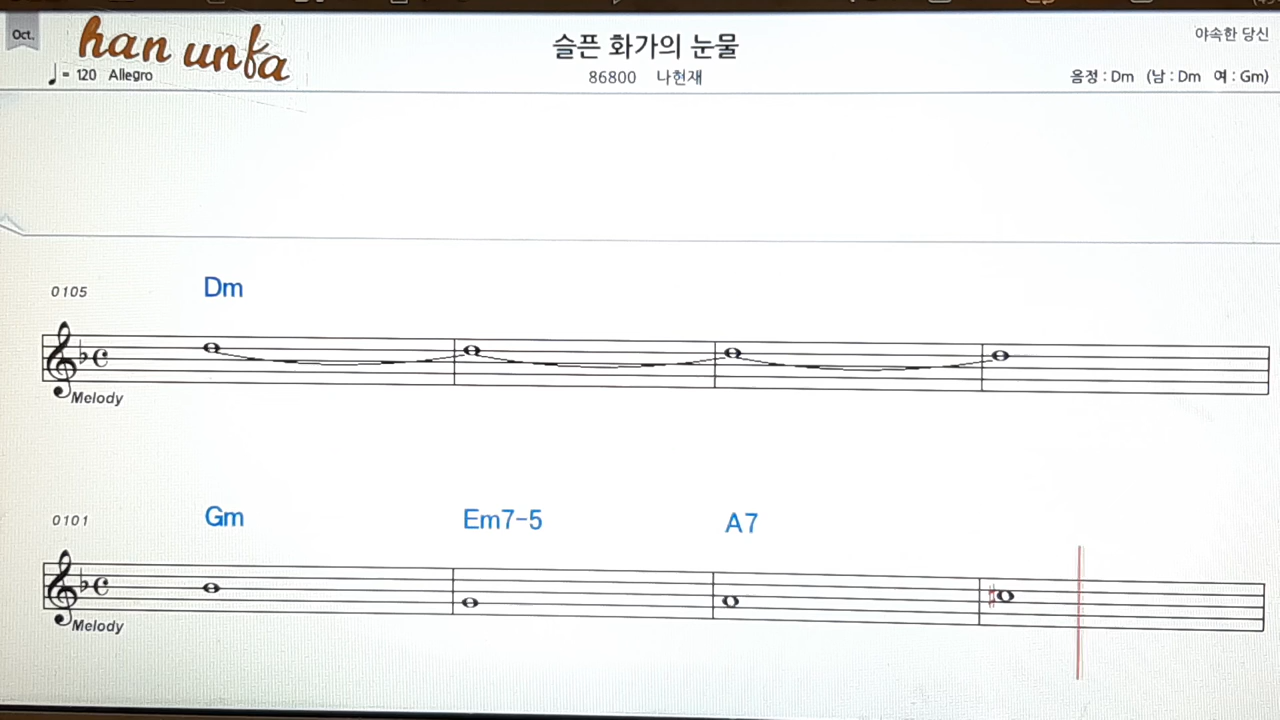 Oct.
han unfa
♩= 120 Allegro
슬픈 화가의 눈물
86800 나현재
야속한 당신
음정 : Dm (남 : Dm 여 : Gm)
0105
Dm
Melody
0101
Gm Em7-5 A7
Melody